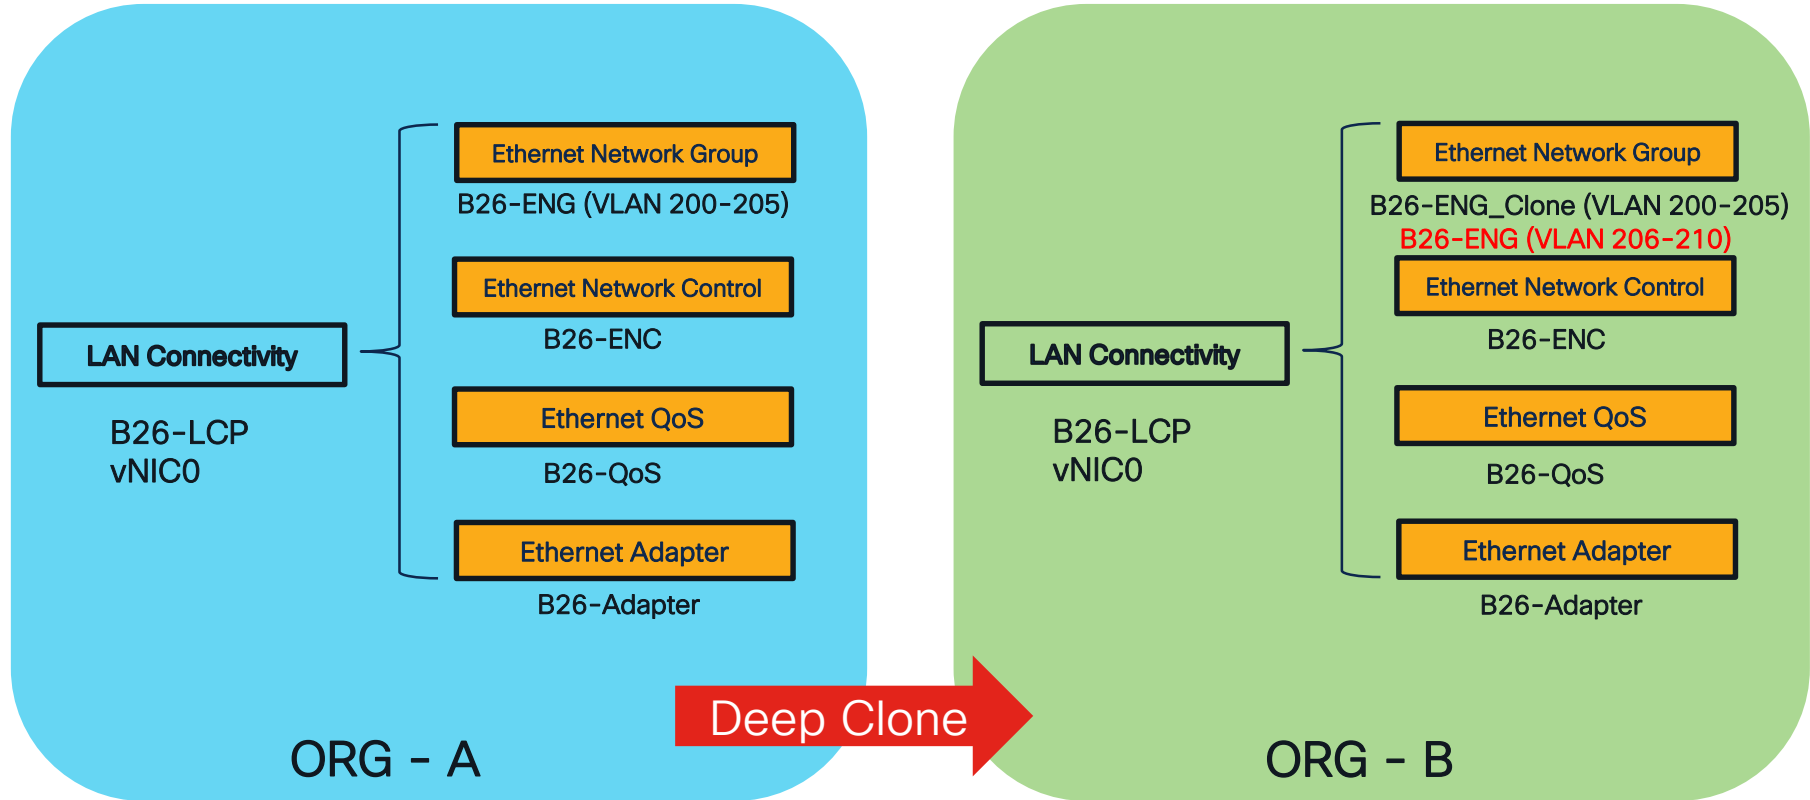 Ethernet Network Group
B26-ENG (VLAN 200-205)
Ethernet Network Control
B26-ENC
LAN Connectivity
B26-LCP
vNIC0
Ethernet QoS
B26-QoS
Ethernet Adapter
B26-Adapter
ORG - A
Deep Clone
Ethernet Network Group
B26-ENG_Clone (VLAN 200-205)
B26-ENG (VLAN 206-210)
Ethernet Network Control
B26-ENC
LAN Connectivity
B26-LCP
vNIC0
Ethernet QoS
B26-QoS
Ethernet Adapter
B26-Adapter
ORG - B